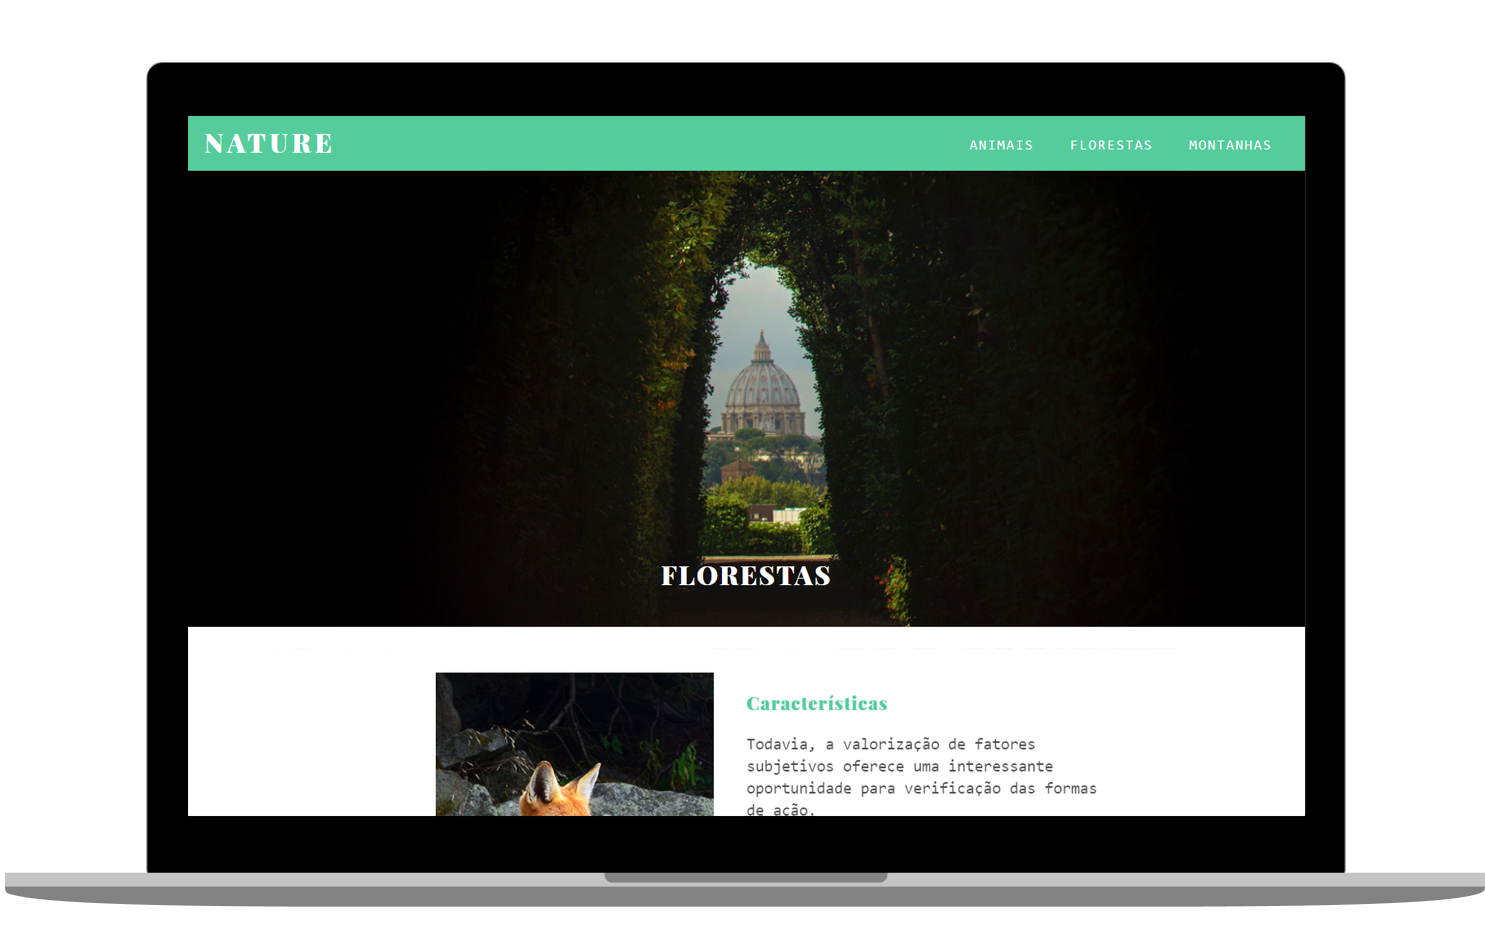 NATURE
ANIMAIS FLORESTAS MONTANHAS
FLORESTAS
Características
Todavia, a valorização de fatores
subjetivos oferece uma interessante
oportunidade para verificação das formas
de ação.